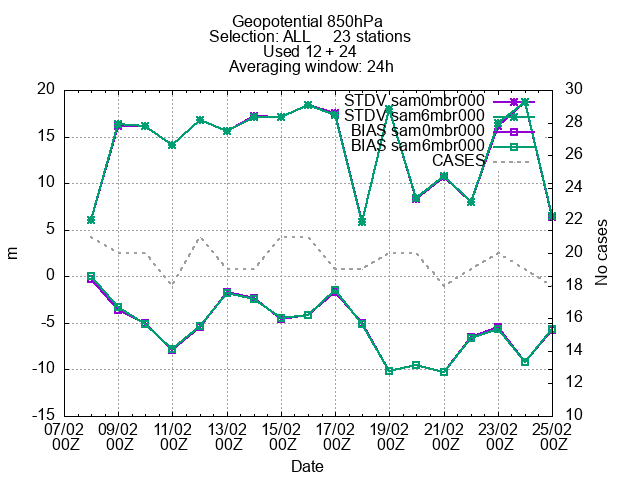 Geopotential 850hPa
Selection: ALL 23 stations
Used 12 + 24
Averaging window: 24h
STDV sam0mbr000
STDV sam6mbr000
BIAS sam0mbr000
BIAS sam6mbr000
CASES
20
15
10
5
0
-5
-10
-15
m
30
28
26
24
22
20
18
16
14
12
10
No cases
07/02 09/02 11/02 13/02 15/02 17/02 19/02 21/02 23/02 25/02
00Z 00Z 00Z 00Z 00Z 00Z 00Z 00Z 00Z 00Z
Date